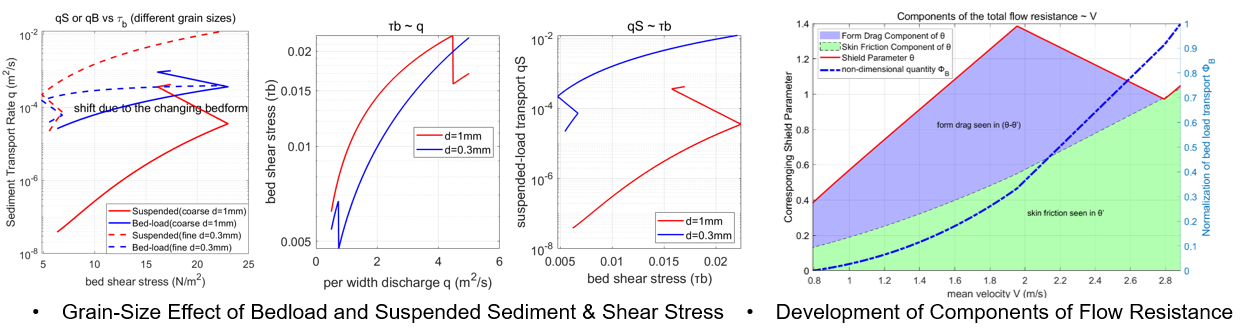 qS or qB vs τb (different grain sizes)
Sediment Transport Rate q (m²/s)
10-2
10-4
10-6
10-8
shift due to the changing bedform
Suspended(coarse d=1mm)
Bed-load(coarse d=1mm)
Suspended(fine d=0.3mm)
Bed-load(fine d=0.3mm)
5 10 15 20 25
bed shear stress (N/m²)
τb ~ q
bed shear stress (τb)
0.02
0.015
0.01
0.005
d=1mm
d=0.3mm
0 2 4 6
per width discharge q (m²/s)
qS ~ τb
suspended-load transport qS
10-2
10-4
10-6
10-8
d=1mm
d=0.3mm
0.005 0.01 0.015 0.02
bed shear stress (τb)
Components of the total flow resistance ~ V
Correspong Shield Parameter
1.4
1.2
1
0.8
0.6
0.4
0.2
0
Form Drag Component of θ
Skin Friction Component of θ
Shield Parameter θ
non-dimensional quantity ΦB
form drag seen in (θ-θ')
skin friction seen in θ'
0.8 1 1.2 1.4 1.6 1.8 2 2.2 2.4 2.6 2.8
mean velocity V (m/s)
1
0.9
0.8
0.7
0.6
0.5
0.4
0.3
0.2
0.1
0
Normalization of bed load transport ΦB
• Grain-Size Effect of Bedload and Suspended Sediment & Shear Stress
• Development of Components of Flow Resistance